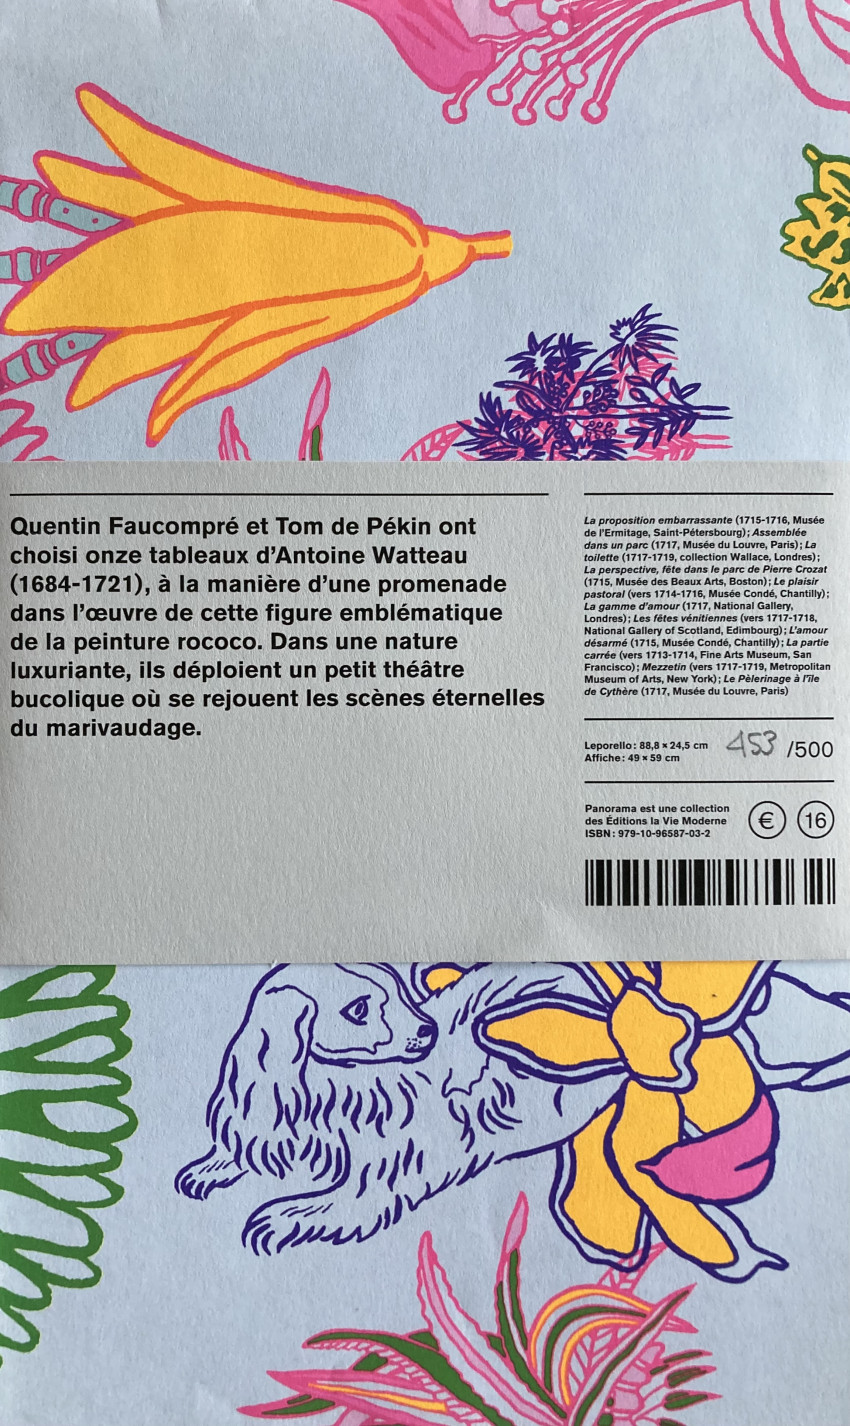 Quentin Faucompré et Tom de Pékin ont
choisi onze tableaux d’Antoine Watteau
(1684-1721), à la manière d’une promenade
dans l’œuvre de cette figure emblématique
de la peinture rococo. Dans une nature
luxuriante, ils déploient un petit théâtre
bucolique où se rejouent les scènes éternelles
du marivaudage.
La proposition embarrassante (1715-1716, Musée
de l’Ermitage, Saint-Pétersbourg) ; Assemblée
dans un parc (1717, Musée du Louvre, Paris) ; La
toilette (1717-1719, collection Wallace, Londres) ;
La perspective, fête dans le parc de Pierre Crozat
(1715, Musée des Beaux Arts, Boston) ; Le plaisir
pastoral (vers 1714-1716, Musée Condé, Chantilly) ;
La gamme d’amour (1717, National Gallery,
Londres) ; Les fêtes vénitiennes (vers 1717-1718,
National Gallery of Scotland, Edimbourg) ; L’amour
désarmé (1715, Musée Condé, Chantilly) ; La partie
carrée (vers 1713-1714, Fine Arts Museum, San
Francisco) ; Mezzetin (vers 1717-1719, Metropolitan
Museum of Arts, New York) ; Le Pèlerinage à l’île
de Cythère (1717, Musée du Louvre, Paris)
Leporello : 88,8 × 24,5 cm
Affiche : 49 × 59 cm
453 /500
Panorama est une collection
des Éditions la Vie Moderne
ISBN : 979-10-96587-03-2
€ 16